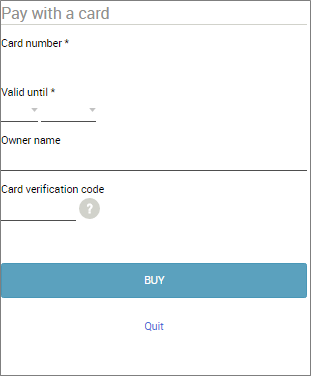 Pay with a card
Card number *
Valid until *
Owner name
Card verification code
?
BUY
Quit